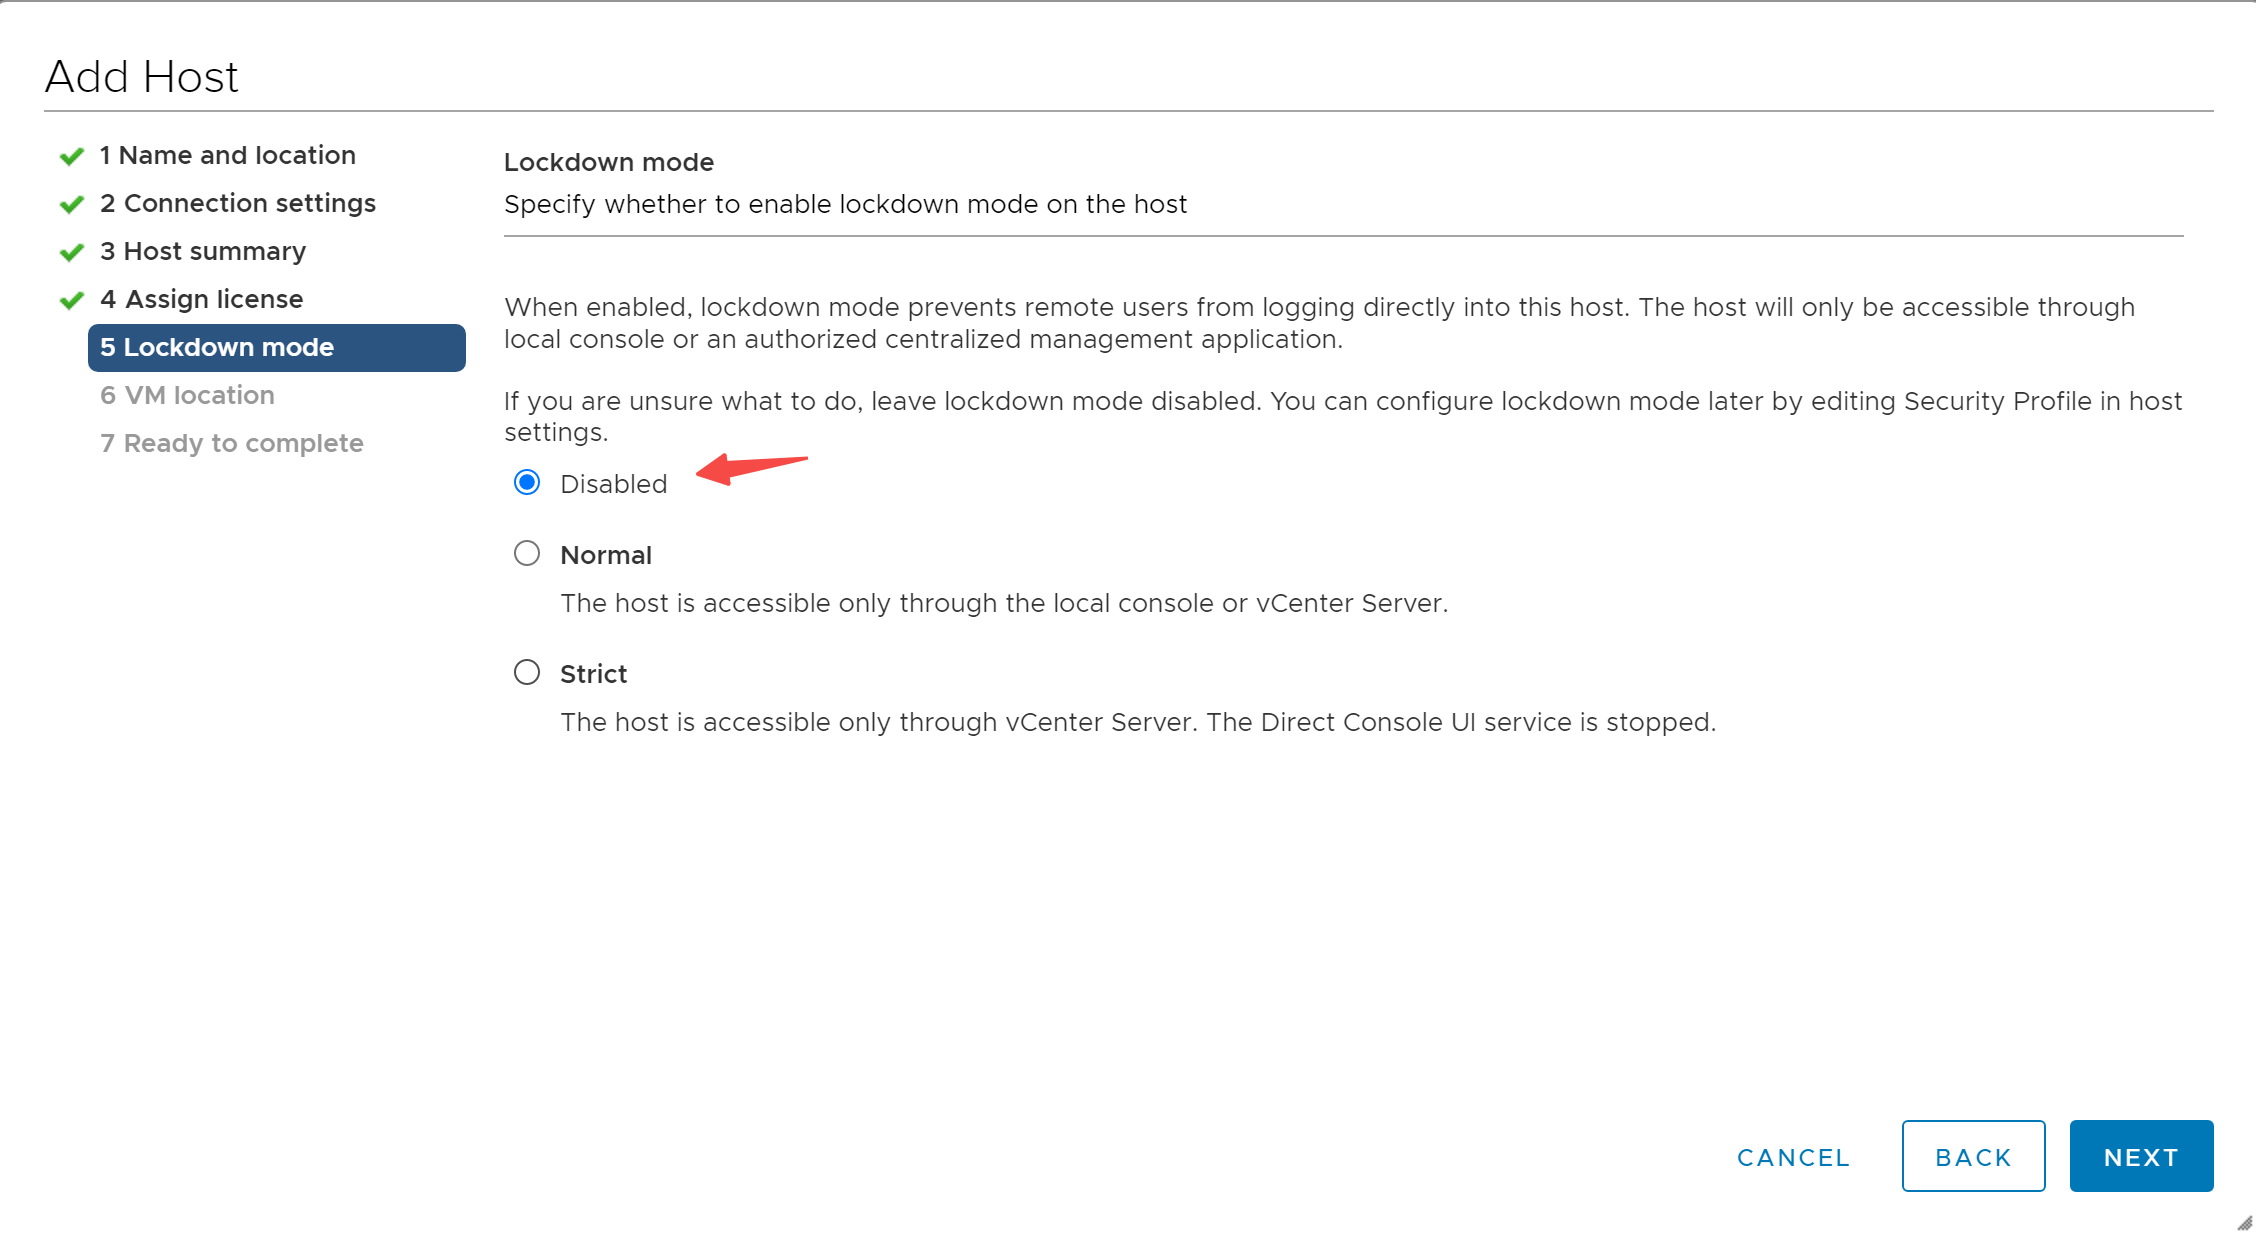 Add Host
1 Name and location
2 Connection settings
3 Host summary
4 Assign license
5 Lockdown mode
6 VM location
7 Ready to complete
Lockdown mode
Specify whether to enable lockdown mode on the host
When enabled, lockdown mode prevents remote users from logging directly into this host. The host will only be accessible through
local console or an authorized centralized management application.
If you are unsure what to do, leave lockdown mode disabled. You can configure lockdown mode later by editing Security Profile in host
settings.
Disabled
Normal
The host is accessible only through the local console or vCenter Server.
Strict
The host is accessible only through vCenter Server. The Direct Console UI service is stopped.
CANCEL
BACK
NEXT